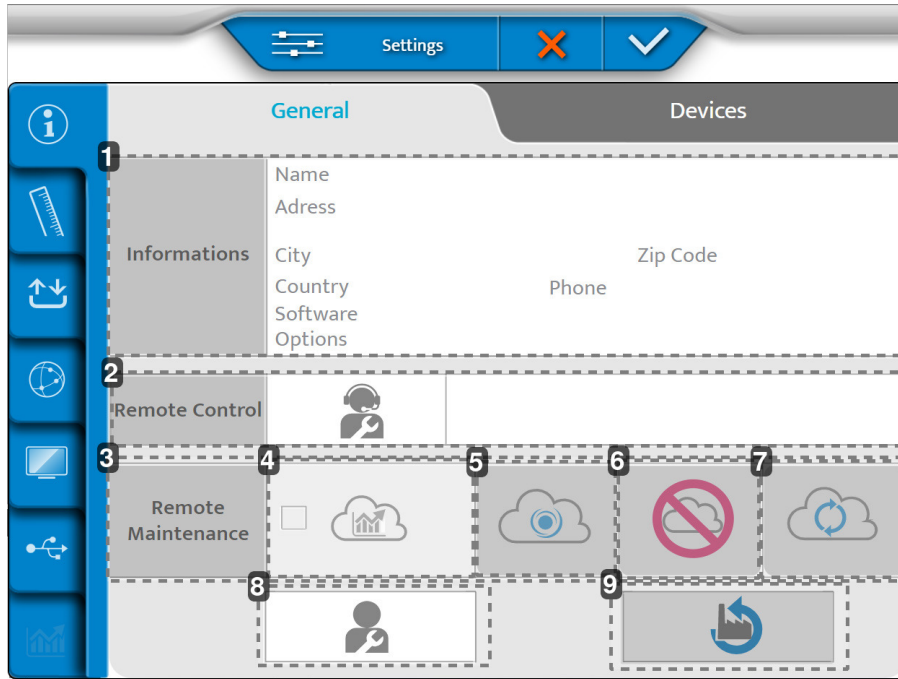 Settings
General
Devices
1
Name
Adress
Informations
City
Zip Code
Country
Phone
Software
Options
2
Remote Control
3
4
5
6
7
Remote
Maintenance
8
9